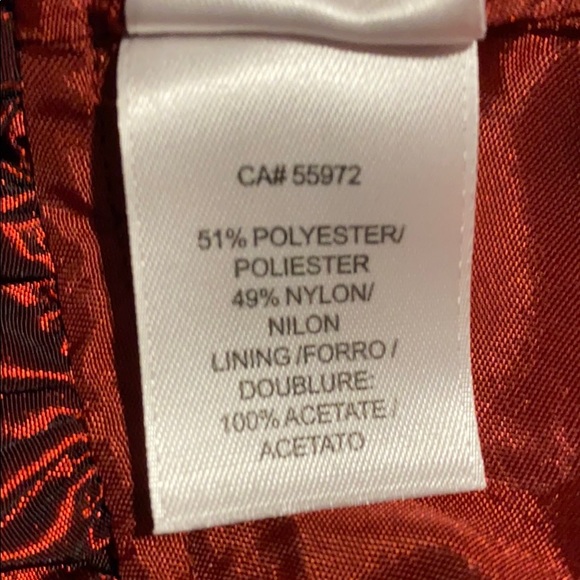 CA# 55972
51% POLYESTER/
POLIESTER
49% NYLON/
NILON
LINING /FORRO /
DOUBLURE:
100% ACETATE /
ACETATO